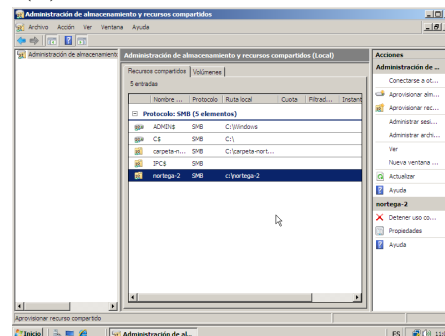 Administración de almacenamiento y recursos compartidos
Archivo Acción Ver Ventana Ayuda
Administración de almacenamiento
Administración de almacenamiento y recursos compartidos (Local)
Recursos compartidos Volúmenes
5 entradas
Nombre ... Protocolo Ruta local Cuota Filtrad... Instant
Protocolo: SMB (5 elementos)
ADMIN$ SMB C:\Windows
C$ SMB C:\
carpeta-n... SMB C:\carpeta-nort...
IPC$ SMB
nortega-2 SMB c:\nortega-2
Acciones
Administración de ...
Conectarse a ot...
Aprovisionar alm...
Aprovisionar rec...
Administrar sesi...
Administrar archi...
Ver
Nueva ventana ...
Actualizar
Ayuda
nortega-2
Detener uso co...
Propiedades
Ayuda
Aprovisionar recurso compartido
Inicio Administración de al... ES